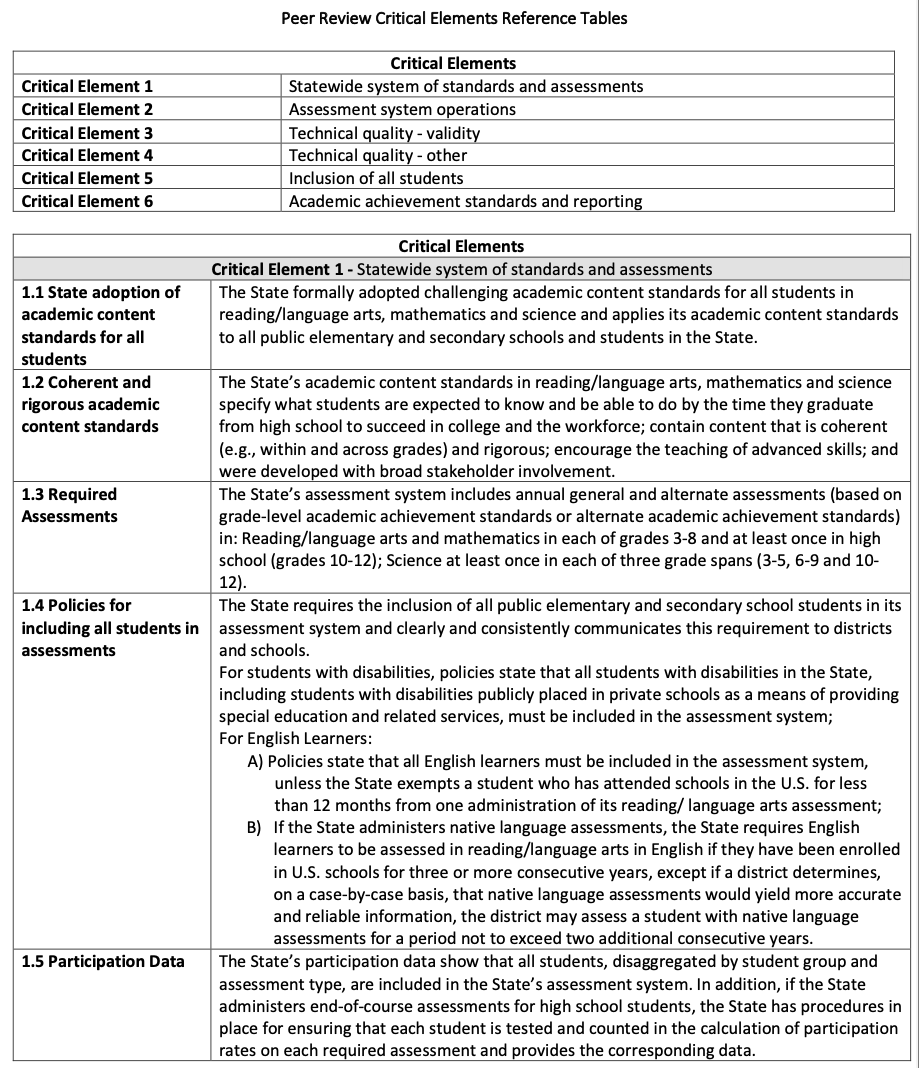 Peer Review Critical Elements Reference Tables
Critical Elements
Critical Element 1 Statewide system of standards and assessments
Critical Element 2 Assessment system operations
Critical Element 3 Technical quality - validity
Critical Element 4 Technical quality - other
Critical Element 5 Inclusion of all students
Critical Element 6 Academic achievement standards and reporting
Critical Elements
Critical Element 1 - Statewide system of standards and assessments
1.1 State adoption of
academic content
standards for all
students
The State formally adopted challenging academic content standards for all students in
reading/language arts, mathematics and science and applies its academic content standards
to all public elementary and secondary schools and students in the State.
1.2 Coherent and
rigorous academic
content standards
The State's academic content standards in reading/language arts, mathematics and science
specify what students are expected to know and be able to do by the time they graduate
from high school to succeed in college and the workforce; contain content that is coherent
(e.g., within and across grades) and rigorous; encourage the teaching of advanced skills; and
were developed with broad stakeholder involvement.
1.3 Required
Assessments
The State's assessment system includes annual general and alternate assessments (based on
grade-level academic achievement standards or alternate academic achievement standards)
in: Reading/language arts and mathematics in each of grades 3-8 and at least once in high
school (grades 10-12); Science at least once in each of three grade spans (3-5, 6-9 and 10-
12).
1.4 Policies for
including all students in
assessments
The State requires the inclusion of all public elementary and secondary school students in its
assessment system and clearly and consistently communicates this requirement to districts
and schools.
For students with disabilities, policies state that all students with disabilities in the State,
including students with disabilities publicly placed in private schools as a means of providing
special education and related services, must be included in the assessment system;
For English Learners:
A) Policies state that all English learners must be included in the assessment system,
unless the State exempts a student who has attended schools in the U.S. for less
than 12 months from one administration of its reading/ language arts assessment;
B) If the State administers native language assessments, the State requires English
learners to be assessed in reading/language arts in English if they have been enrolled
in U.S. schools for three or more consecutive years, except if a district determines,
on a case-by-case basis, that native language assessments would yield more accurate
and reliable information, the district may assess a student with native language
assessments for a period not to exceed two additional consecutive years.
1.5 Participation Data
The State's participation data show that all students, disaggregated by student group and
assessment type, are included in the State's assessment system. In addition, if the State
administers end-of-course assessments for high school students, the State has procedures in
place for ensuring that each student is tested and counted in the calculation of participation
rates on each required assessment and provides the corresponding data.